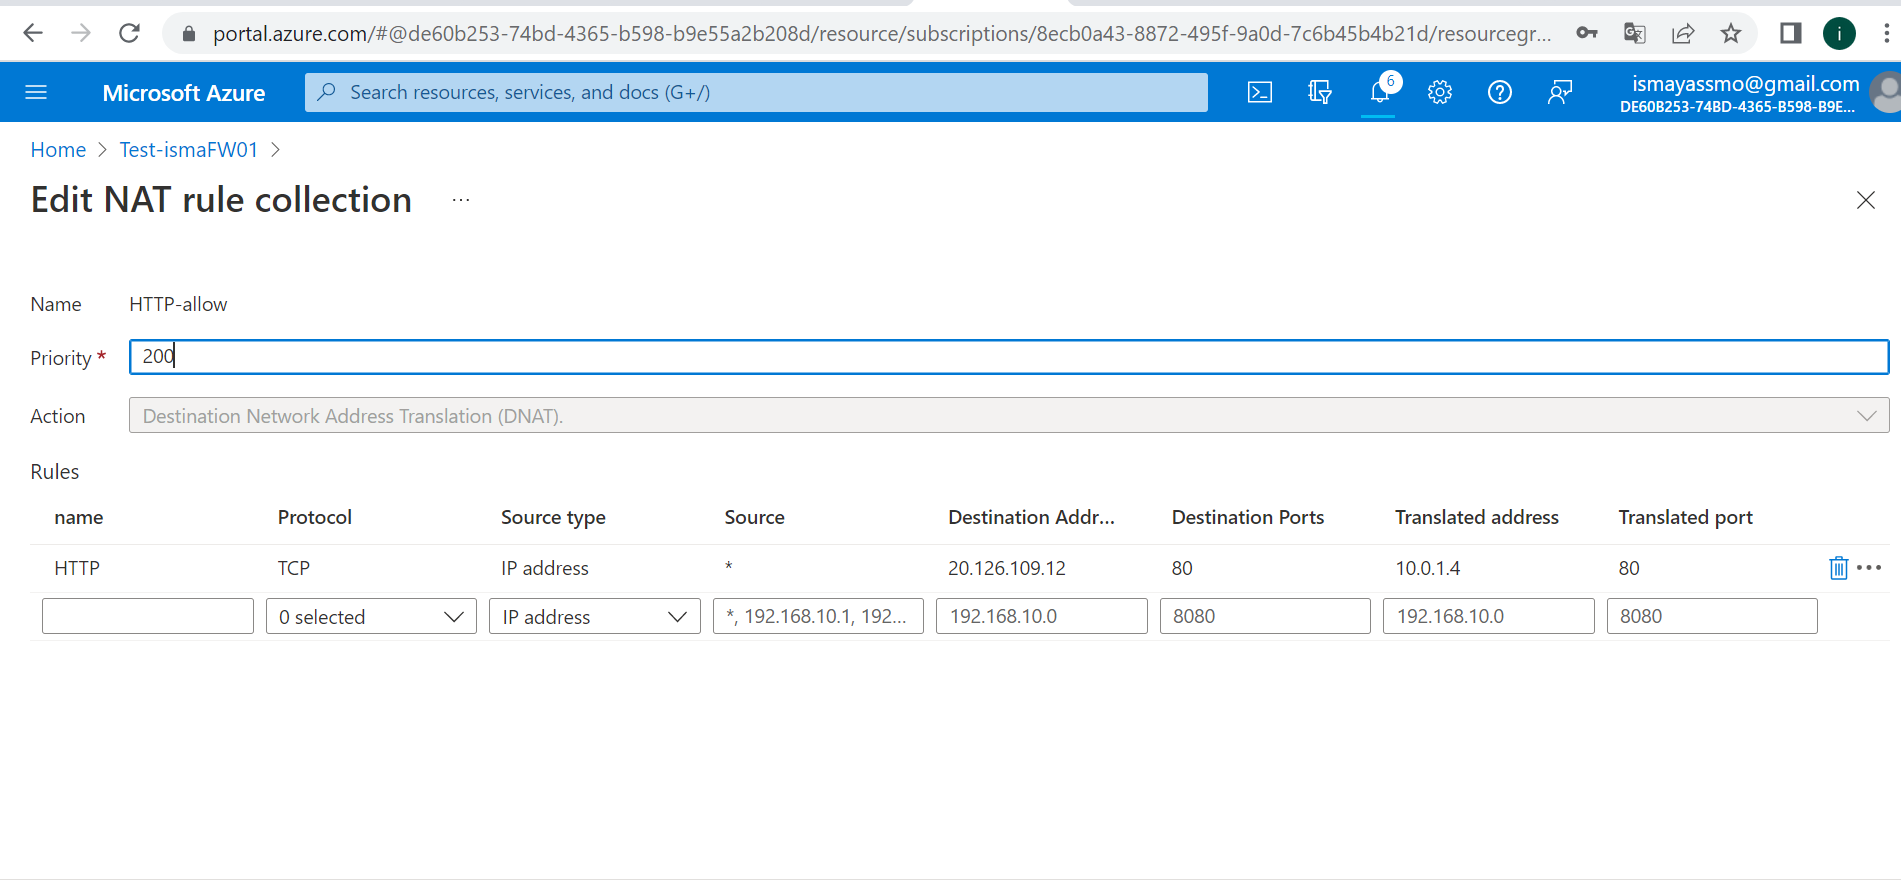 portal.azure.com/#@de60b253-74bd-4365-b598-b9e55a2b208d/resource/subscriptions/8ecb0a43-8872-495f-9a0d-7c6b45b4b21d/resourcegr...
i
Microsoft Azure
Search resources, services, and docs (G+/)
6
ismayassmo@gmail.com
DE60B253-74BD-4365-B598-B9E...
Home > Test-ismaFW01 >
Edit NAT rule collection ...
Name HTTP-allow
Priority * 200
Action Destination Network Address Translation (DNAT).
Rules
name Protocol Source type Source Destination Addr... Destination Ports Translated address Translated port
HTTP TCP IP address * 20.126.109.12 80 10.0.1.4 80
0 selected IP address *, 192.168.10.1, 192... 192.168.10.0 8080 192.168.10.0 8080